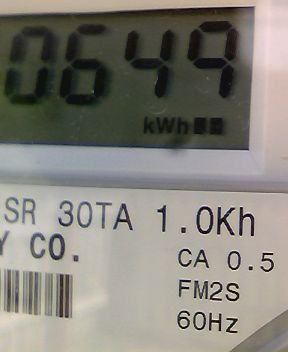 0649
kWh
SR 30TA 1.0Kh
Y CO.
CA 0.5
FM2S
60Hz